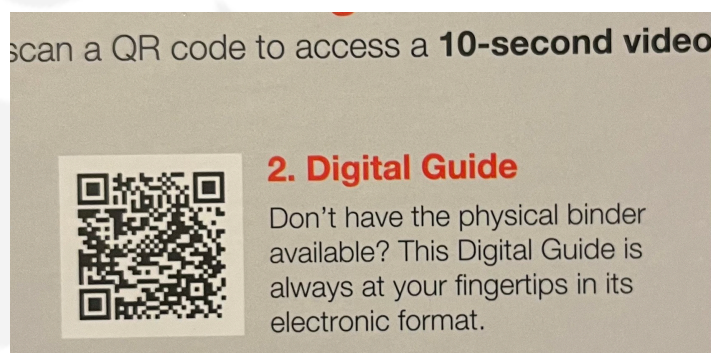 scan a QR code to access a 10-second video
2. Digital Guide
Don't have the physical binder
available? This Digital Guide is
always at your fingertips in its
electronic format.